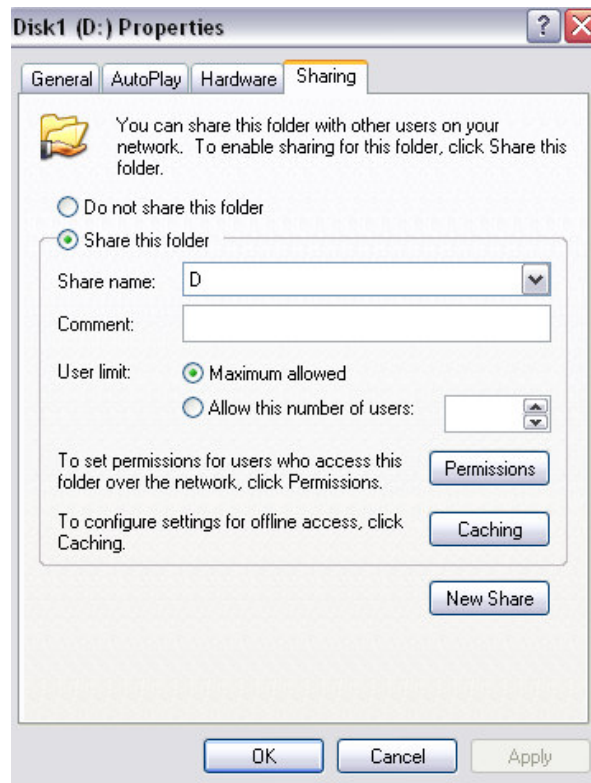 Disk1 (D:) Properties
General AutoPlay Hardware Sharing
You can share this folder with other users on your
network. To enable sharing for this folder, click Share this
folder.
Do not share this folder
Share this folder
Share name: D
Comment:
User limit: Maximum allowed
Allow this number of users:
To set permissions for users who access this
folder over the network, click Permissions.
Permissions
To configure settings for offline access, click
Caching.
Caching
New Share
OK Cancel Apply